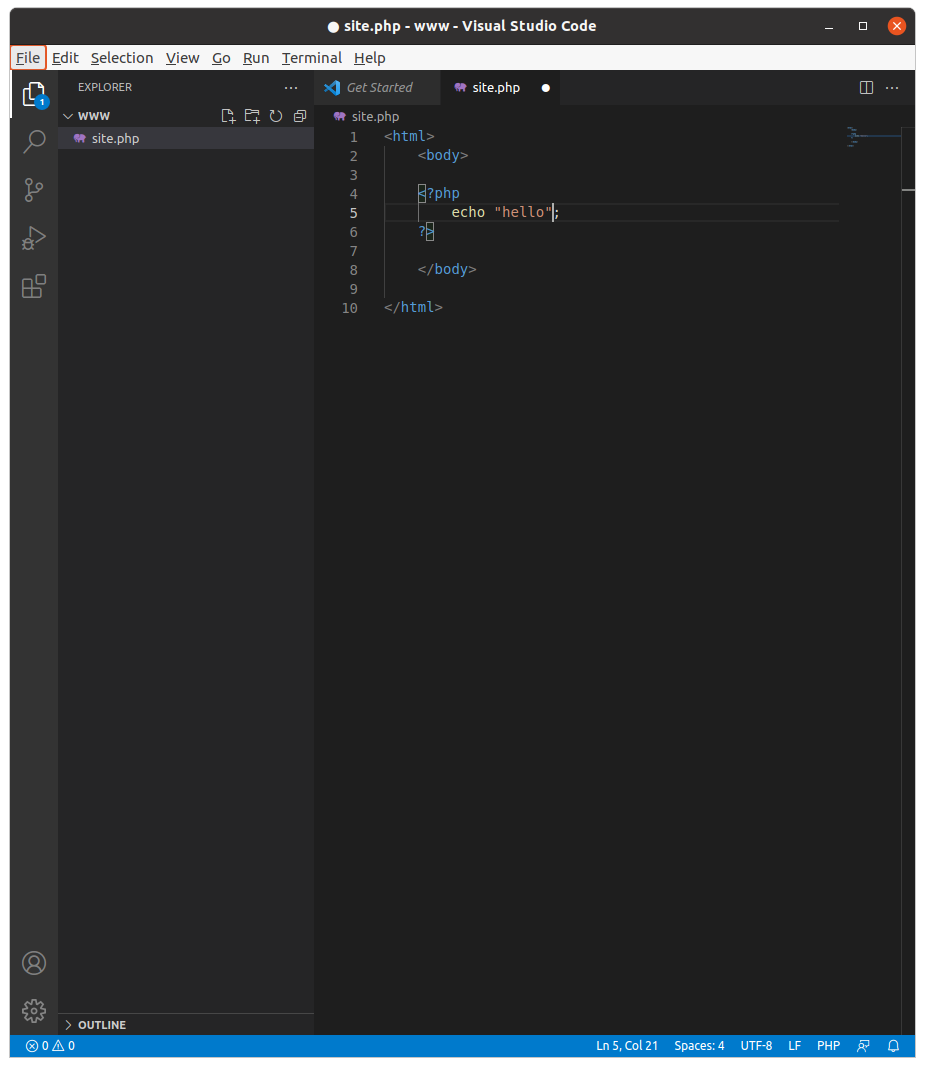 ● site.php - www - Visual Studio Code
File Edit Selection View Go Run Terminal Help
1
EXPLORER
WWW
site.php
Get Started
site.php
site.php
1 <html>
2     <body>
3
4     <?php
5         echo "hello";
6     ?>
7
8     </body>
9
10 </html>
OUTLINE
0 0 Ln 5, Col 21 Spaces: 4 UTF-8 LF PHP